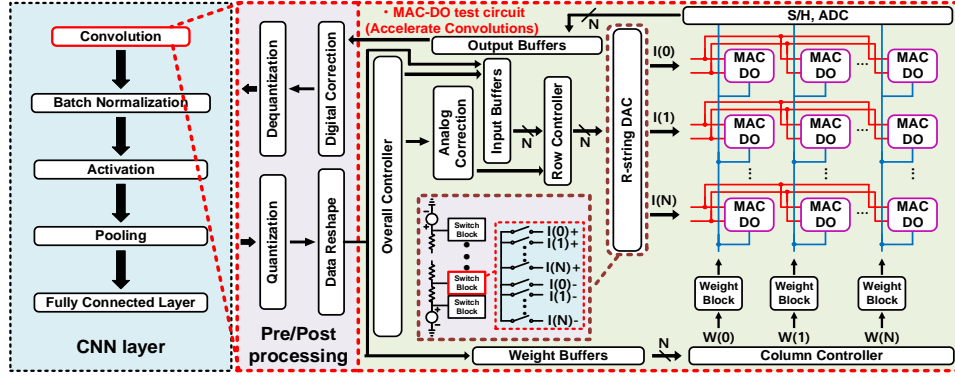 Convolution
Batch Normalization
Activation
Pooling
Fully Connected Layer
CNN layer
Dequantization
Digital Correction
Quantization
Data Reshape
Pre/Post
processing
• MAC-DO test circuit
(Accelerate Convolutions)
N
Output Buffers
Overall Controller
Analog
Correction
Input Buffers
N
Row Controller
N
R-string DAC
Switch
Block
Switch
Block
Switch
Block
I(0)+
I(1)+
I(N)+
I(0)-
I(1)-
I(N)-
Weight Buffers
N
Column Controller
S/H, ADC
I(0)
I(1)
I(N)
MAC
DO
MAC
DO
...
MAC
DO
MAC
DO
MAC
DO
...
MAC
DO
...
...
...
MAC
DO
MAC
DO
...
MAC
DO
Weight
Block
Weight
Block
...
Weight
Block
W(0)
W(1)
W(N)